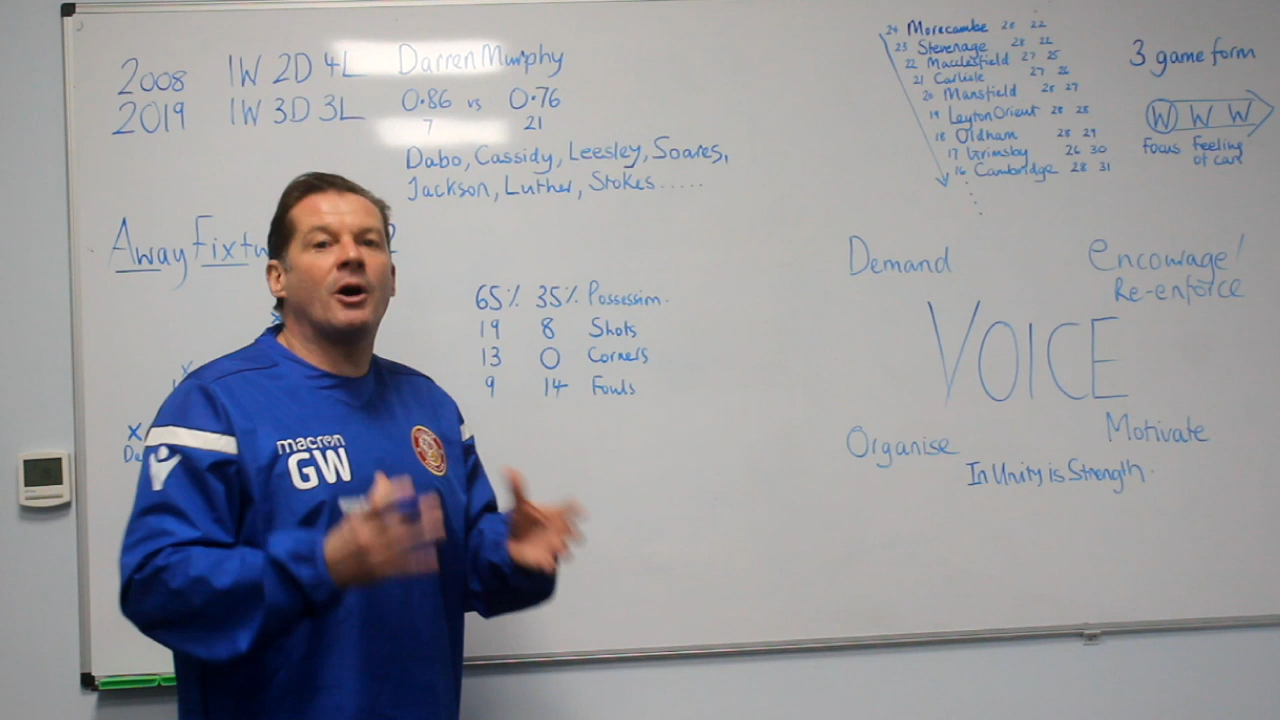 2008 1W 2D 4L
2019 1W 3D 3L
Darren Murphy
0.86 vs 0.76
7 21
Dabo, Cassidy, Leesley, Soares,
Jackson, Luther, Stokes.....
Away Fixtu
65% 35% Possession.
19 8 Shots
13 0 Corners
9 14 Fouls
x
x
x
De
macron
GW
24 Morecambe 28 22
23 Stevenage 28 22
22 Macclesfield 27 25
21 Carlisle 27 26
20 Mansfield 28 27
19 Leyton Orient 28 28
18 Oldham 28 29
17 Grimsby 26 30
16 Cambridge 28 31
3 game form
W W W
focus feeling
of care
Demand
encourage/
Re-enforce
VOICE
Organise
Motivate
In Unity is Strength.